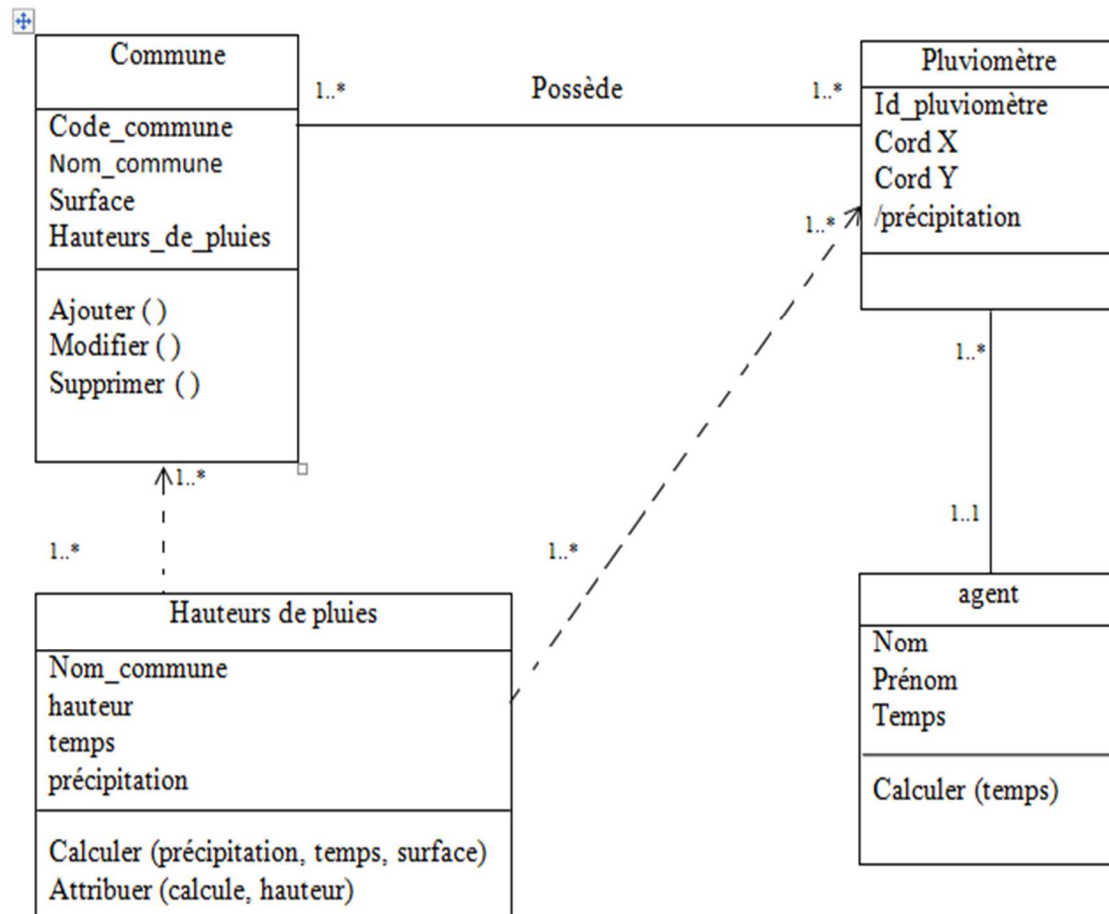 Commune
Code_commune
Nom_commune
Surface
Hauteurs_de_pluies
Ajouter ( )
Modifier ( )
Supprimer ( )
1..*
Possède
1..*
Pluviomètre
Id_pluviomètre
Cord X
Cord Y
/précipitation
1..*
1..*
1..*
1..*
1..*
1..1
Hauteurs de pluies
Nom_commune
hauteur
temps
précipitation
Calculer (précipitation, temps, surface)
Attribuer (calcule, hauteur)
agent
Nom
Prénom
Temps
Calculer (temps)